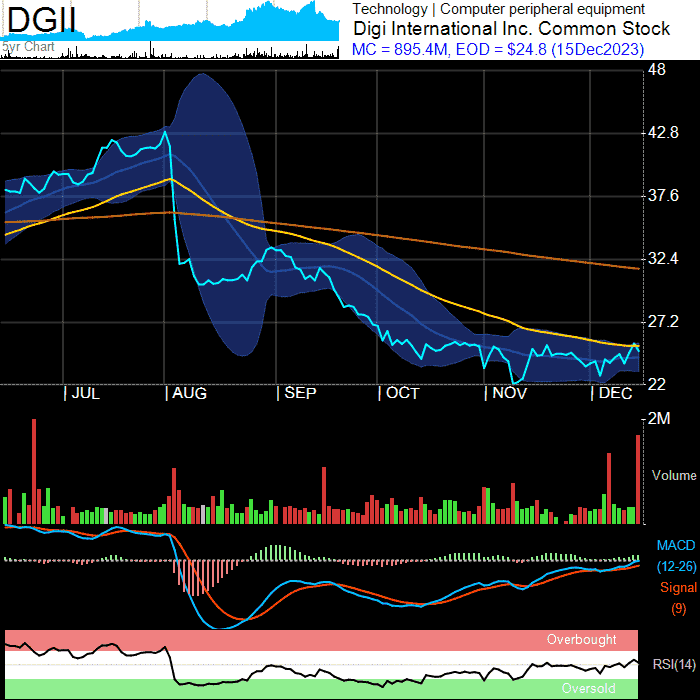 DGII
5yr Chart
Technology | Computer peripheral equipment
Digi International Inc. Common Stock
MC = 895.4M, EOD = $24.8 (15Dec2023)
48
42.8
37.6
32.4
27.2
22
| JUL | AUG | SEP | OCT | NOV | DEC
2M
Volume
MACD
(12-26)
Signal
(9)
Overbought
RSI(14)
Oversold